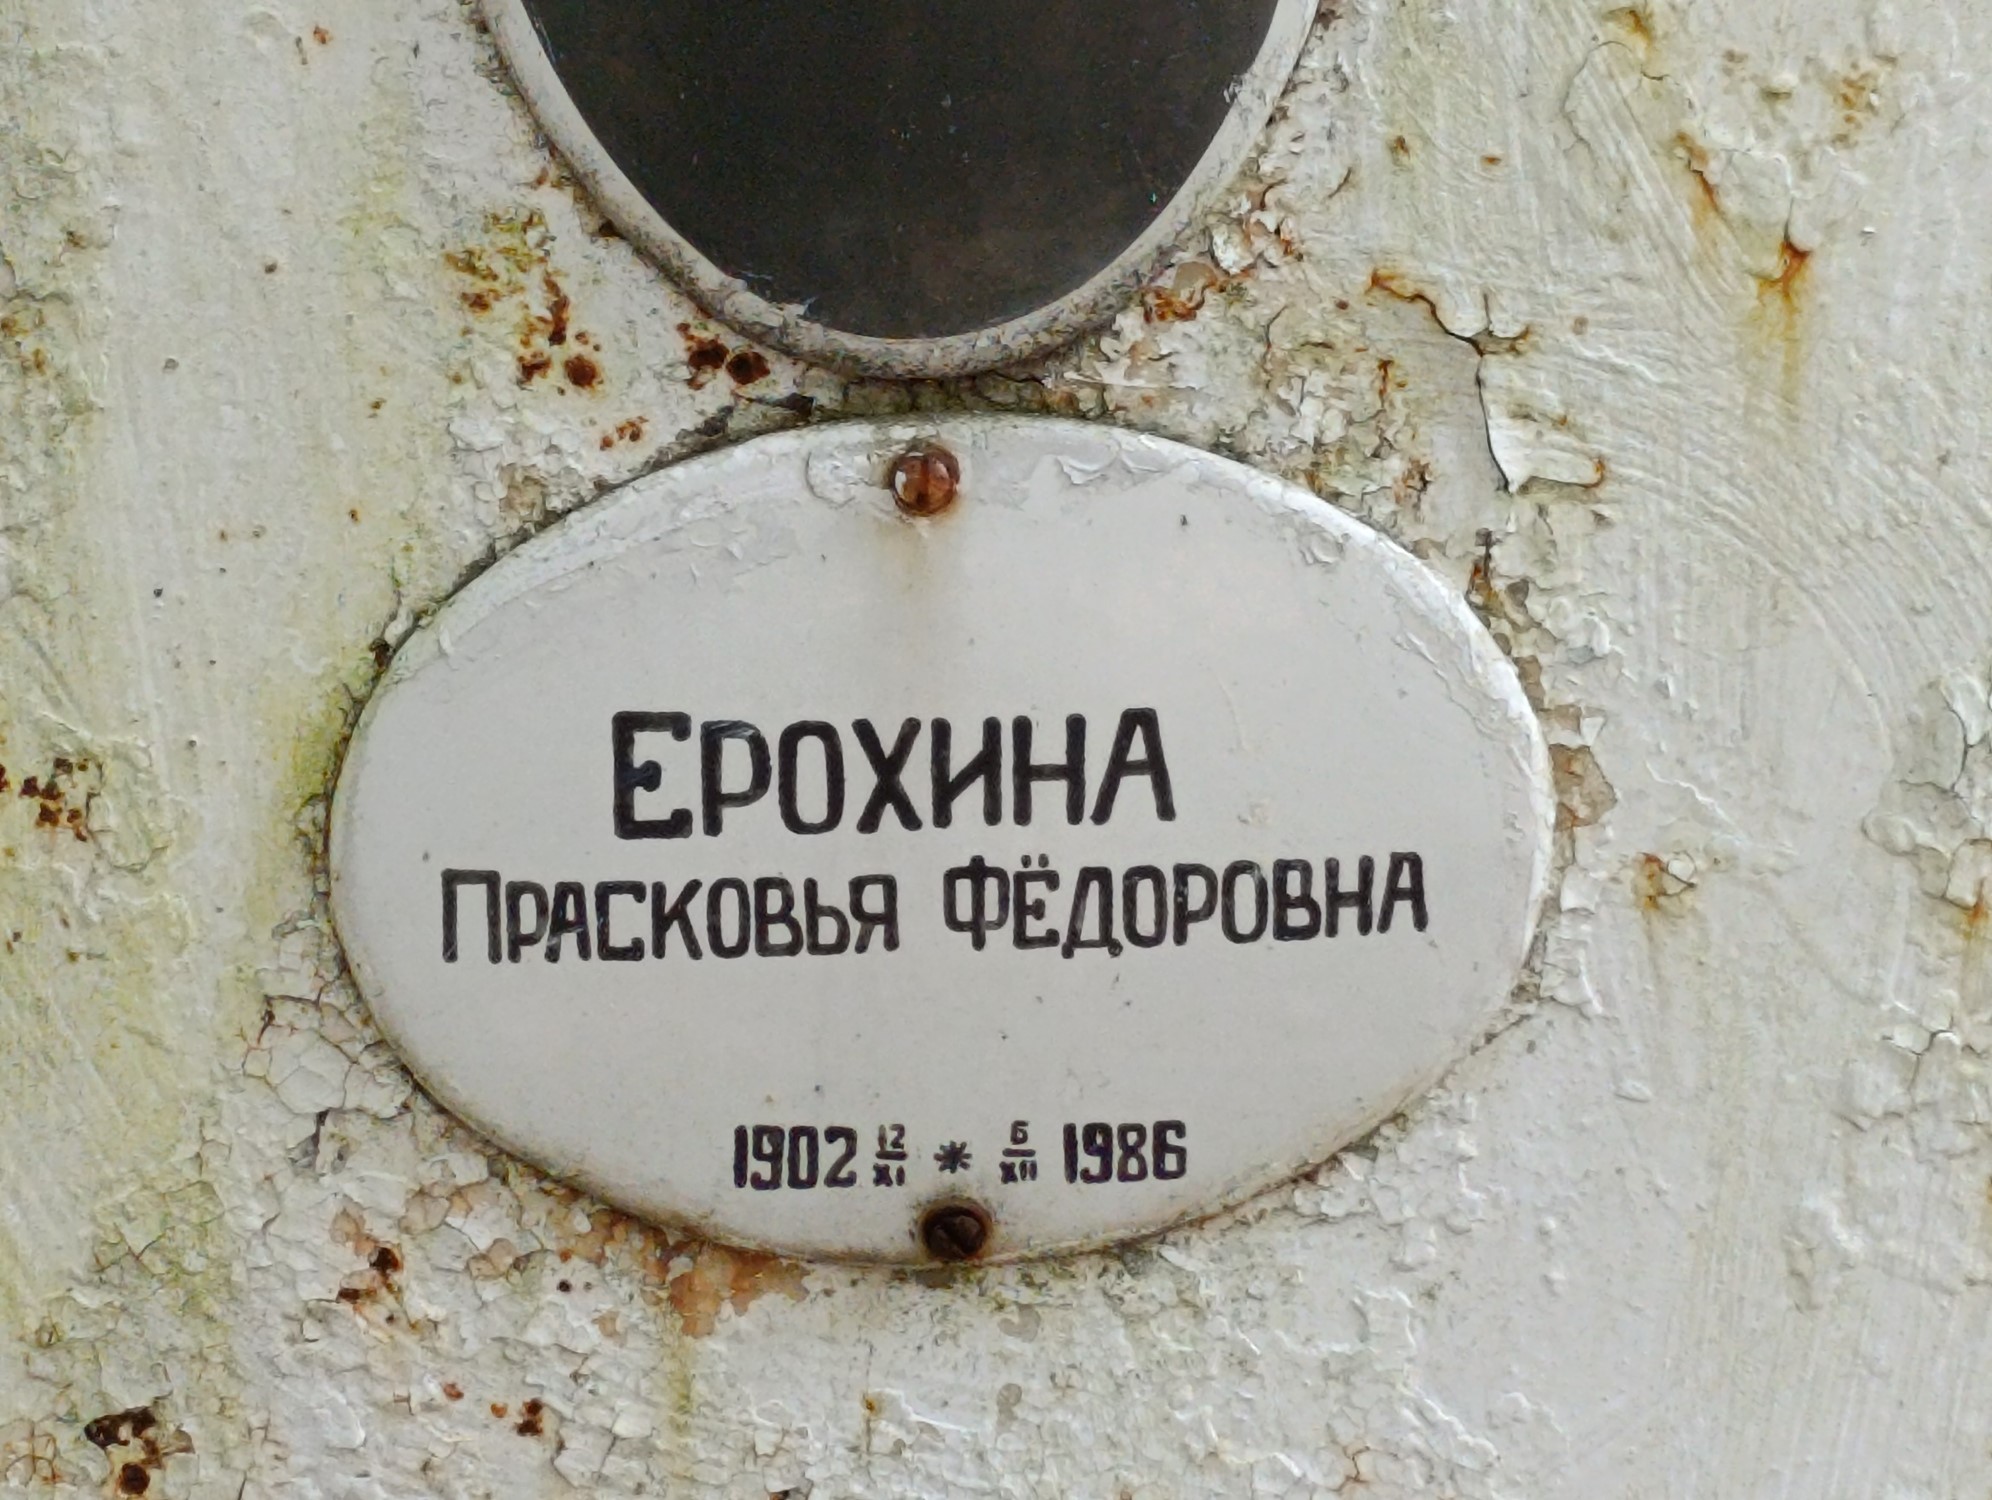 ЕРОХИНА
ПРАСКОВЬЯ ФЁДОРОВНА
1902 12/XI * 6/XII 1986